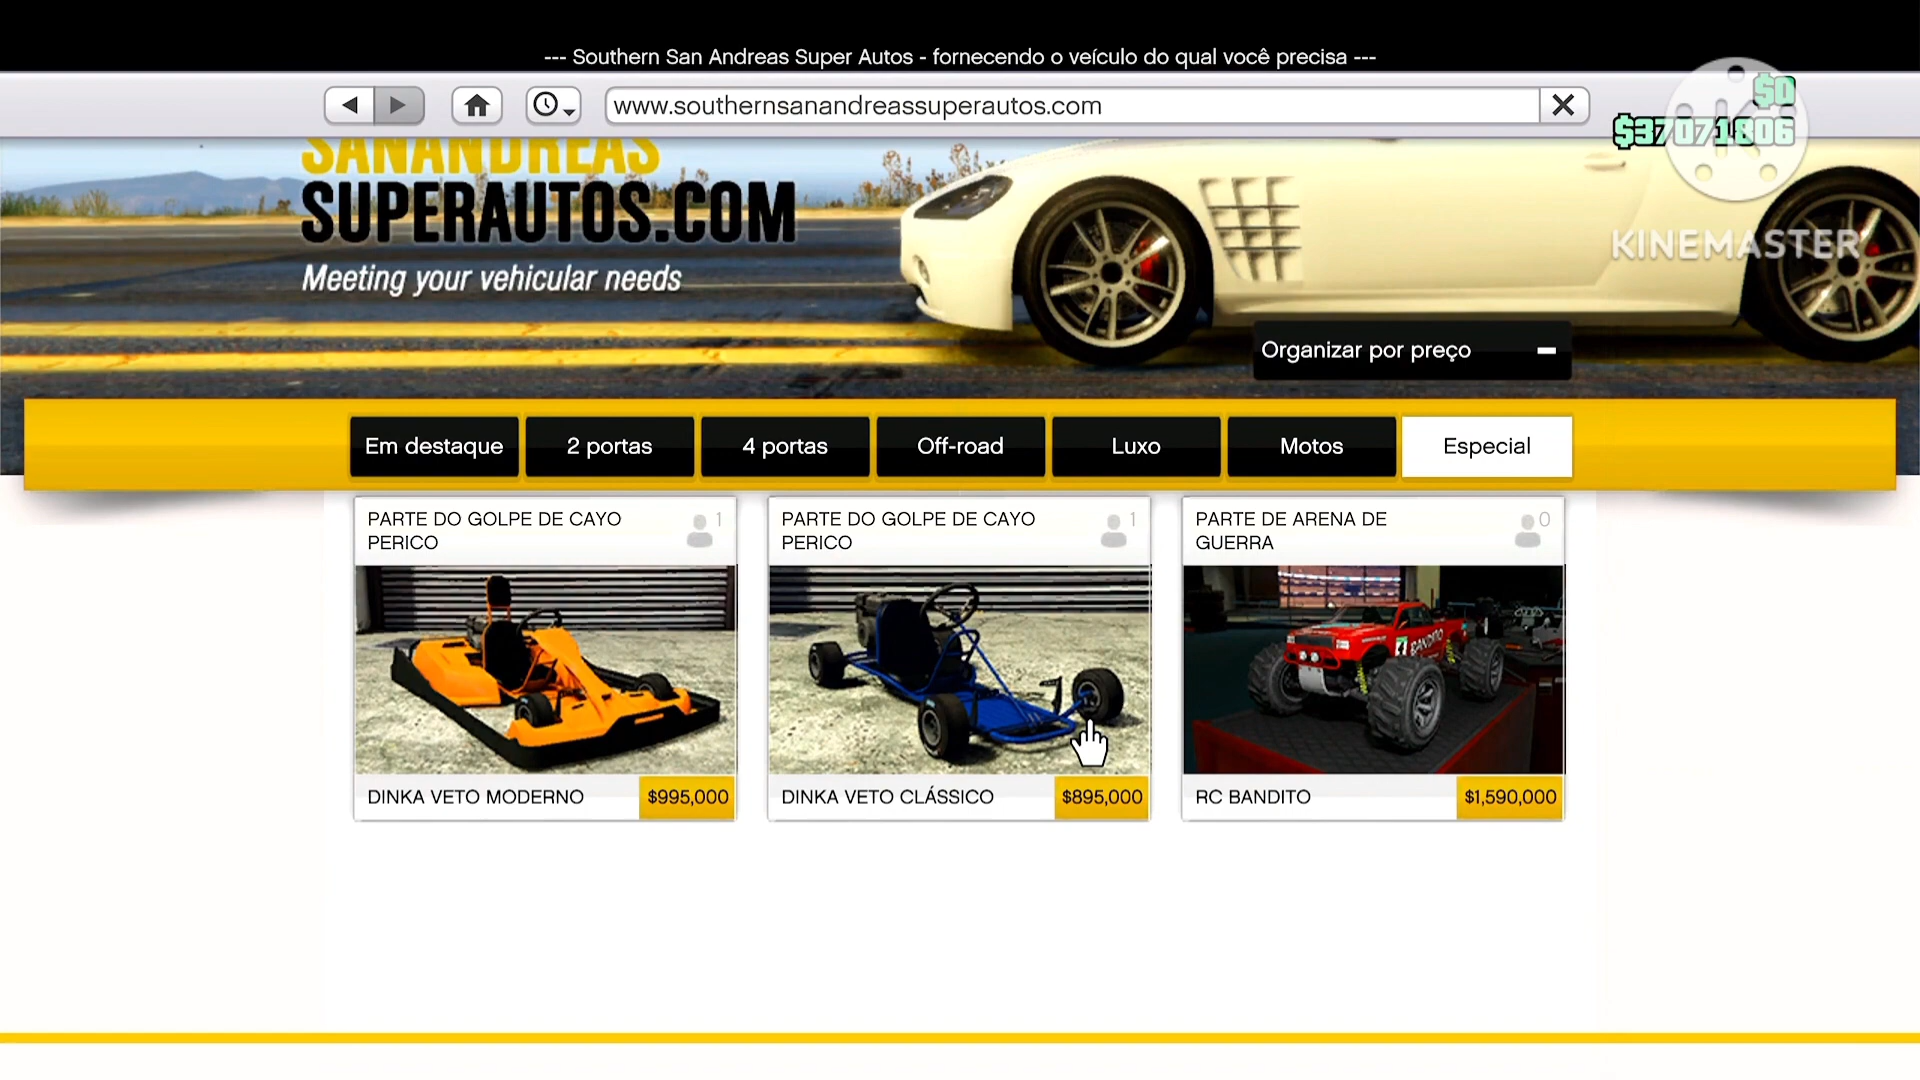 --- Southern San Andreas Super Autos - fornecendo o veículo do qual você precisa ---
www.southernsanandreassuperautos.com
$0
$37071806
KINEMASTER
SANANDREAS
SUPERAUTOS.COM
Meeting your vehicular needs
Organizar por preço
Em destaque
2 portas
4 portas
Off-road
Luxo
Motos
Especial
PARTE DO GOLPE DE CAYO
PERICO
1
DINKA VETO MODERNO
$995,000
PARTE DO GOLPE DE CAYO
PERICO
1
DINKA VETO CLÁSSICO
$895,000
PARTE DE ARENA DE
GUERRA
0
BANDITO
RC BANDITO
$1,590,000